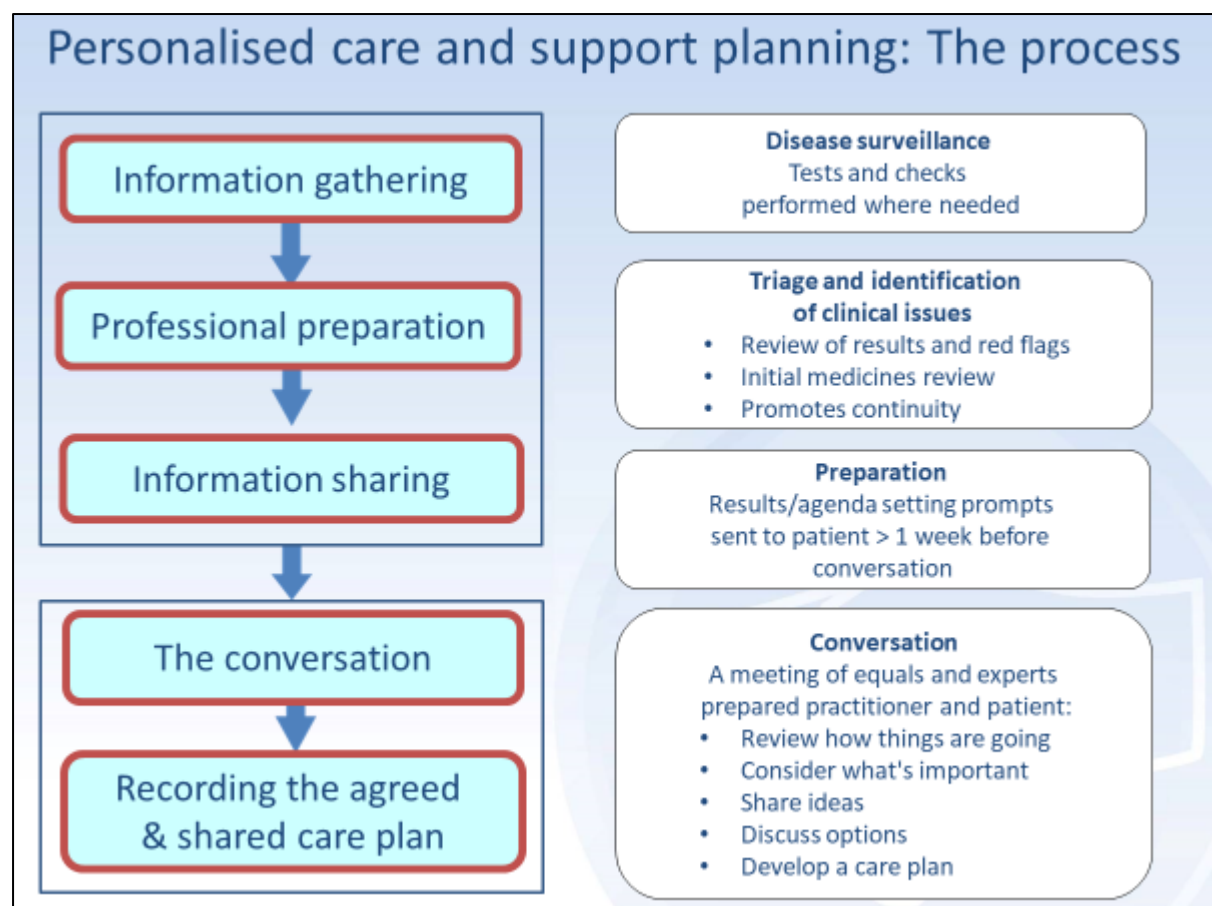 Personalised care and support planning: The process
Information gathering
Professional preparation
Information sharing
The conversation
Recording the agreed
& shared care plan
Disease surveillance
Tests and checks
performed where needed
Triage and identification
of clinical issues
• Review of results and red flags
• Initial medicines review
• Promotes continuity
Preparation
Results/agenda setting prompts
sent to patient > 1 week before
conversation
Conversation
A meeting of equals and experts
prepared practitioner and patient:
• Review how things are going
• Consider what's important
• Share ideas
• Discuss options
• Develop a care plan